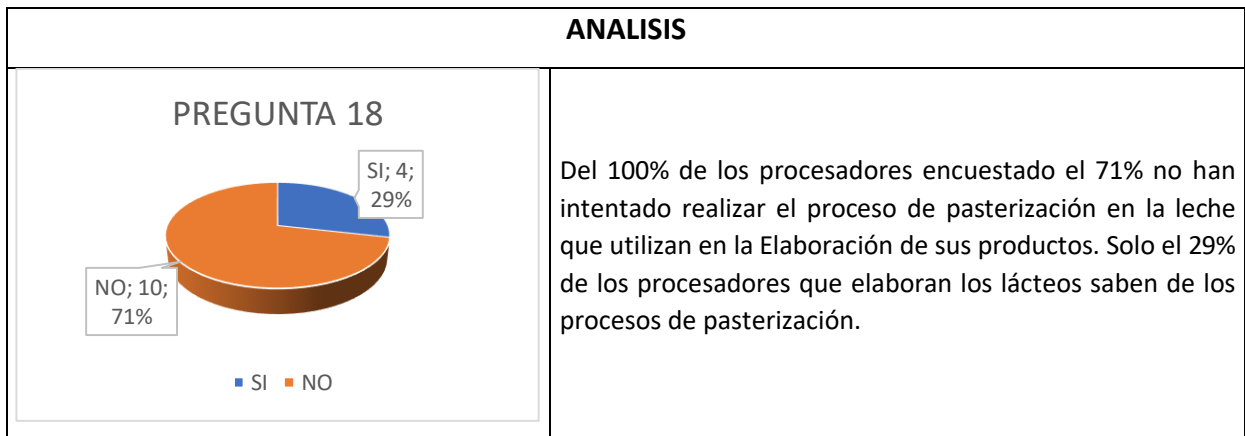 ANALISIS
PREGUNTA 18
SI; 4;
29%
NO; 10;
71%
SI NO
Del 100% de los procesadores encuestado el 71% no han
intentado realizar el proceso de pasterización en la leche
que utilizan en la Elaboración de sus productos. Solo el 29%
de los procesadores que elaboran los lácteos saben de los
procesos de pasterización.